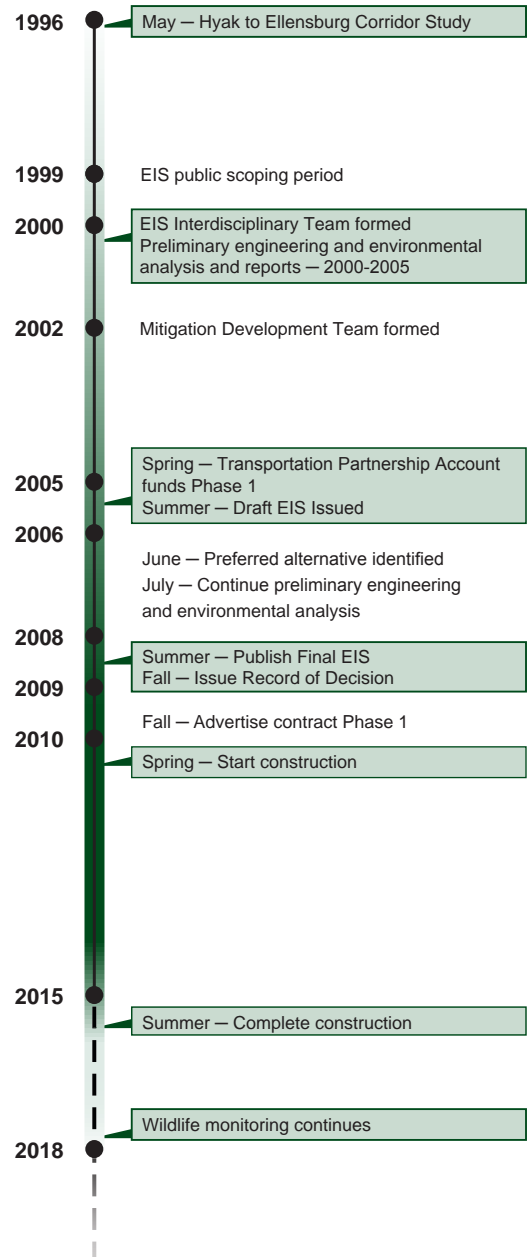 1996
May — Hyak to Ellensburg Corridor Study
1999
EIS public scoping period
2000
EIS Interdisciplinary Team formed
Preliminary engineering and environmental
analysis and reports — 2000-2005
2002
Mitigation Development Team formed
2005
Spring — Transportation Partnership Account
funds Phase 1
Summer — Draft EIS Issued
2006
June — Preferred alternative identified
July — Continue preliminary engineering
and environmental analysis
2008
Summer — Publish Final EIS
Fall — Issue Record of Decision
2009
Fall — Advertise contract Phase 1
2010
Spring — Start construction
2015
Summer — Complete construction
Wildlife monitoring continues
2018